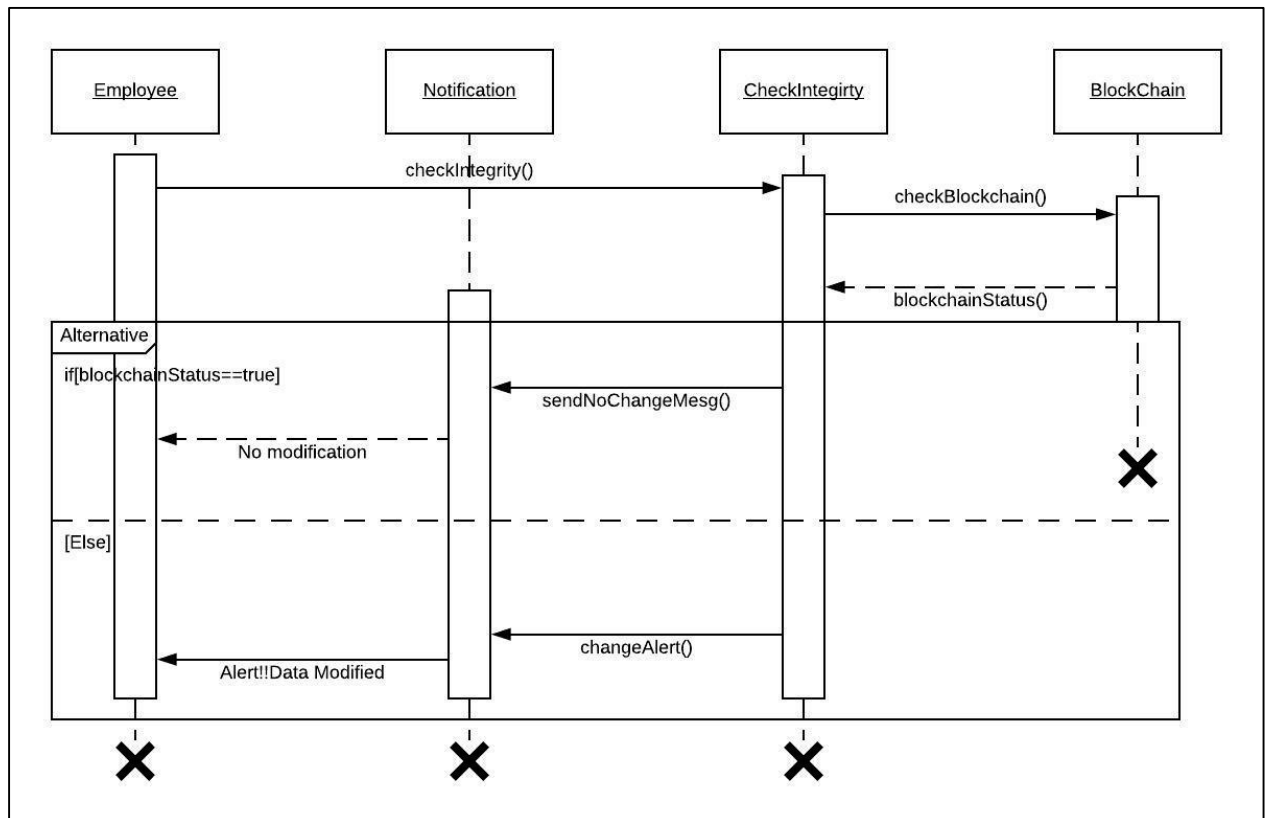 Employee
Notification
CheckIntegirty
BlockChain
checkIntegrity()
checkBlockchain()
blockchainStatus()
Alternative
if[blockchainStatus==true]
sendNoChangeMesg()
No modification
[Else]
changeAlert()
Alert!!Data Modified